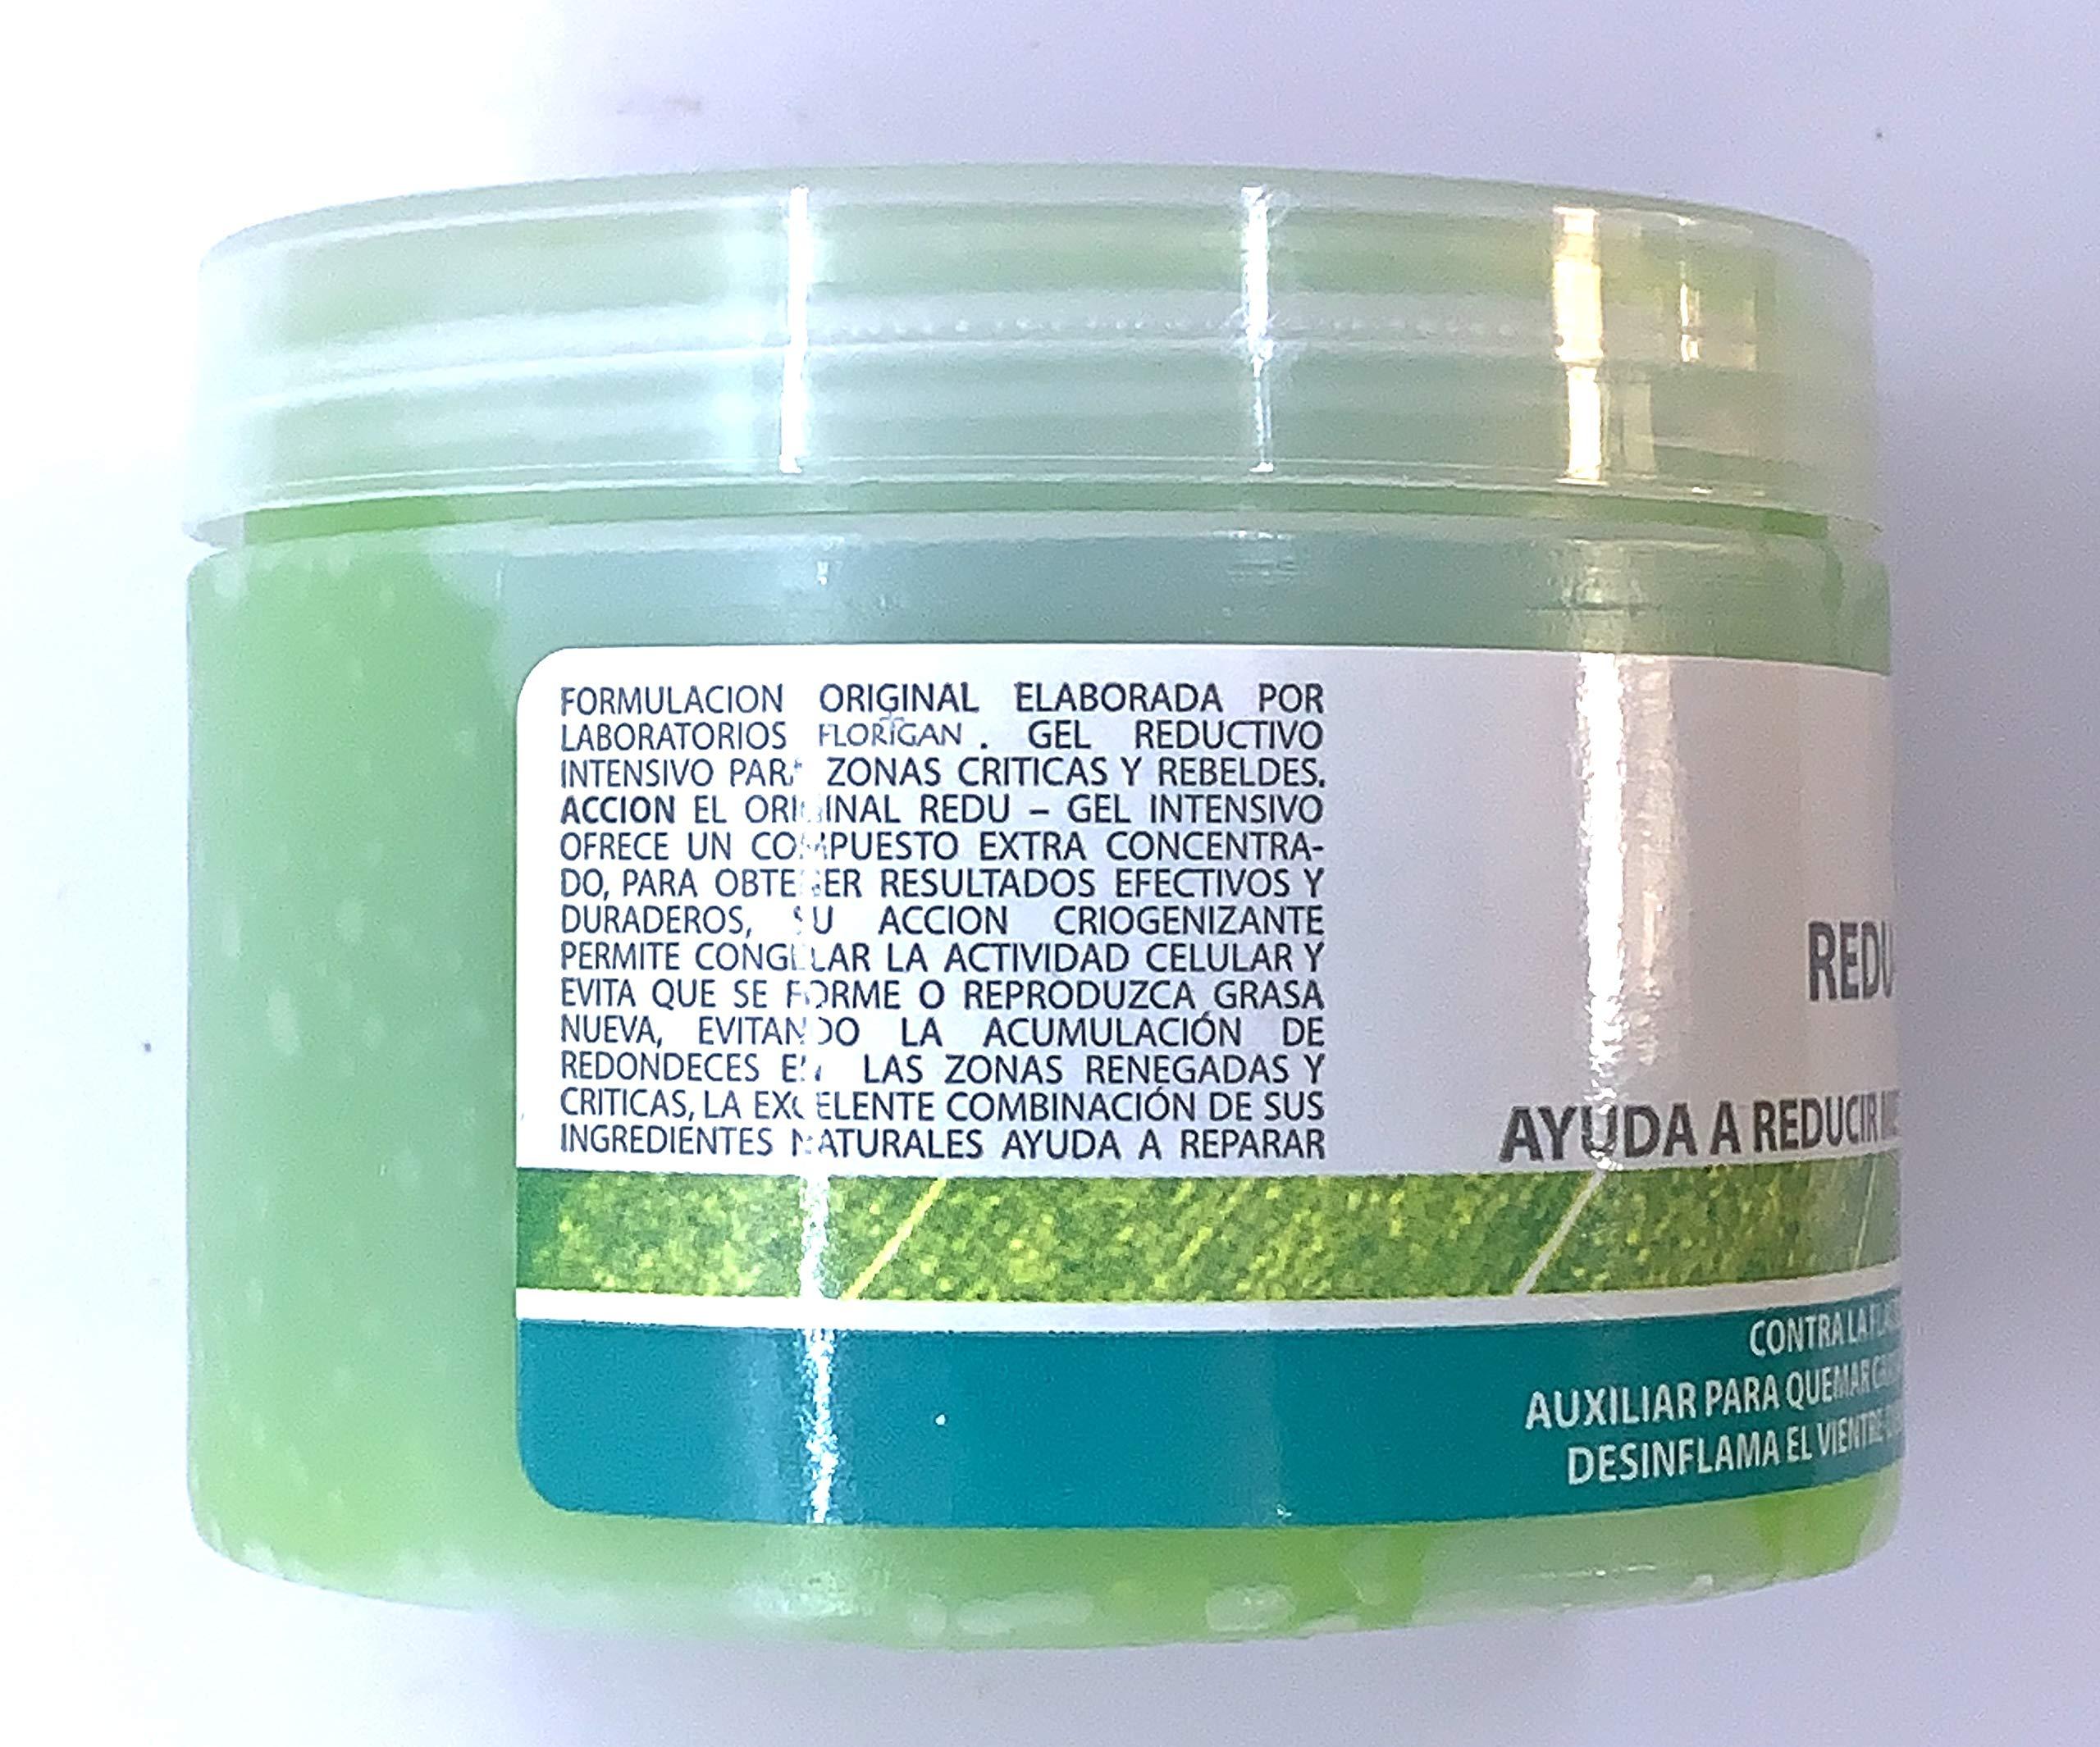 FORMULACION ORIGINAL ELABORADA POR
LABORATORIOS FLORIGAN. GEL REDUCTIVO
INTENSIVO PARA ZONAS CRITICAS Y REBELDES.
ACCION EL ORIGINAL REDU – GEL INTENSIVO
OFRECE UN COMPUESTO EXTRA CONCENTRA-
DO, PARA OBTENER RESULTADOS EFECTIVOS Y
DURADEROS, SU ACCION CRIOGENIZANTE
PERMITE CONGELAR LA ACTIVIDAD CELULAR Y
EVITA QUE SE FORME O REPRODUZCA GRASA
NUEVA, EVITANDO LA ACUMULACIÓN DE
REDONDECES EN LAS ZONAS RENEGADAS Y
CRITICAS, LA EXCELENTE COMBINACIÓN DE SUS
INGREDIENTES NATURALES AYUDA A REPARAR
REDU
AYUDA A REDUCIR
CONTRA LA
AUXILIAR PARA QUEMAR
DESINFLAMA EL VIENTRE